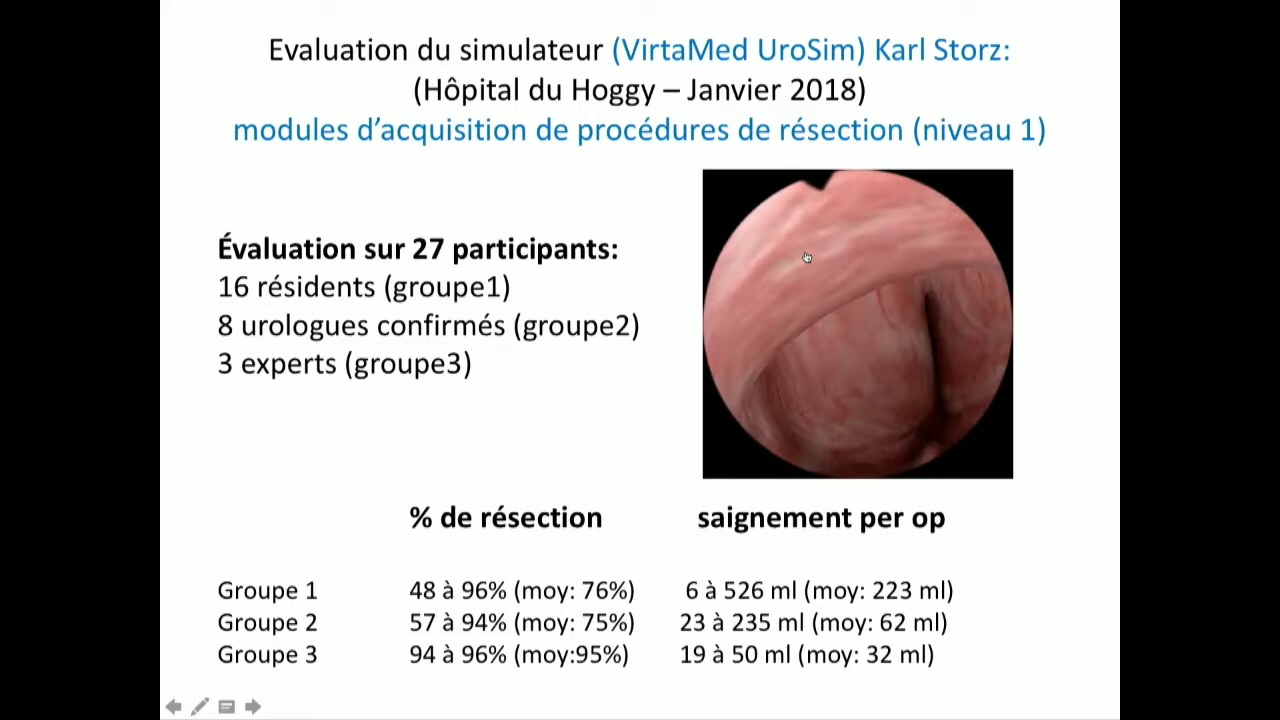 Evaluation du simulateur (VirtaMed UroSim) Karl Storz:
(Hôpital du Hoggy – Janvier 2018)
modules d’acquisition de procédures de résection (niveau 1)
Évaluation sur 27 participants:
16 résidents (groupe1)
8 urologues confirmés (groupe2)
3 experts (groupe3)
% de résection saignement per op
Groupe 1 48 à 96% (moy: 76%) 6 à 526 ml (moy: 223 ml)
Groupe 2 57 à 94% (moy: 75%) 23 à 235 ml (moy: 62 ml)
Groupe 3 94 à 96% (moy:95%) 19 à 50 ml (moy: 32 ml)